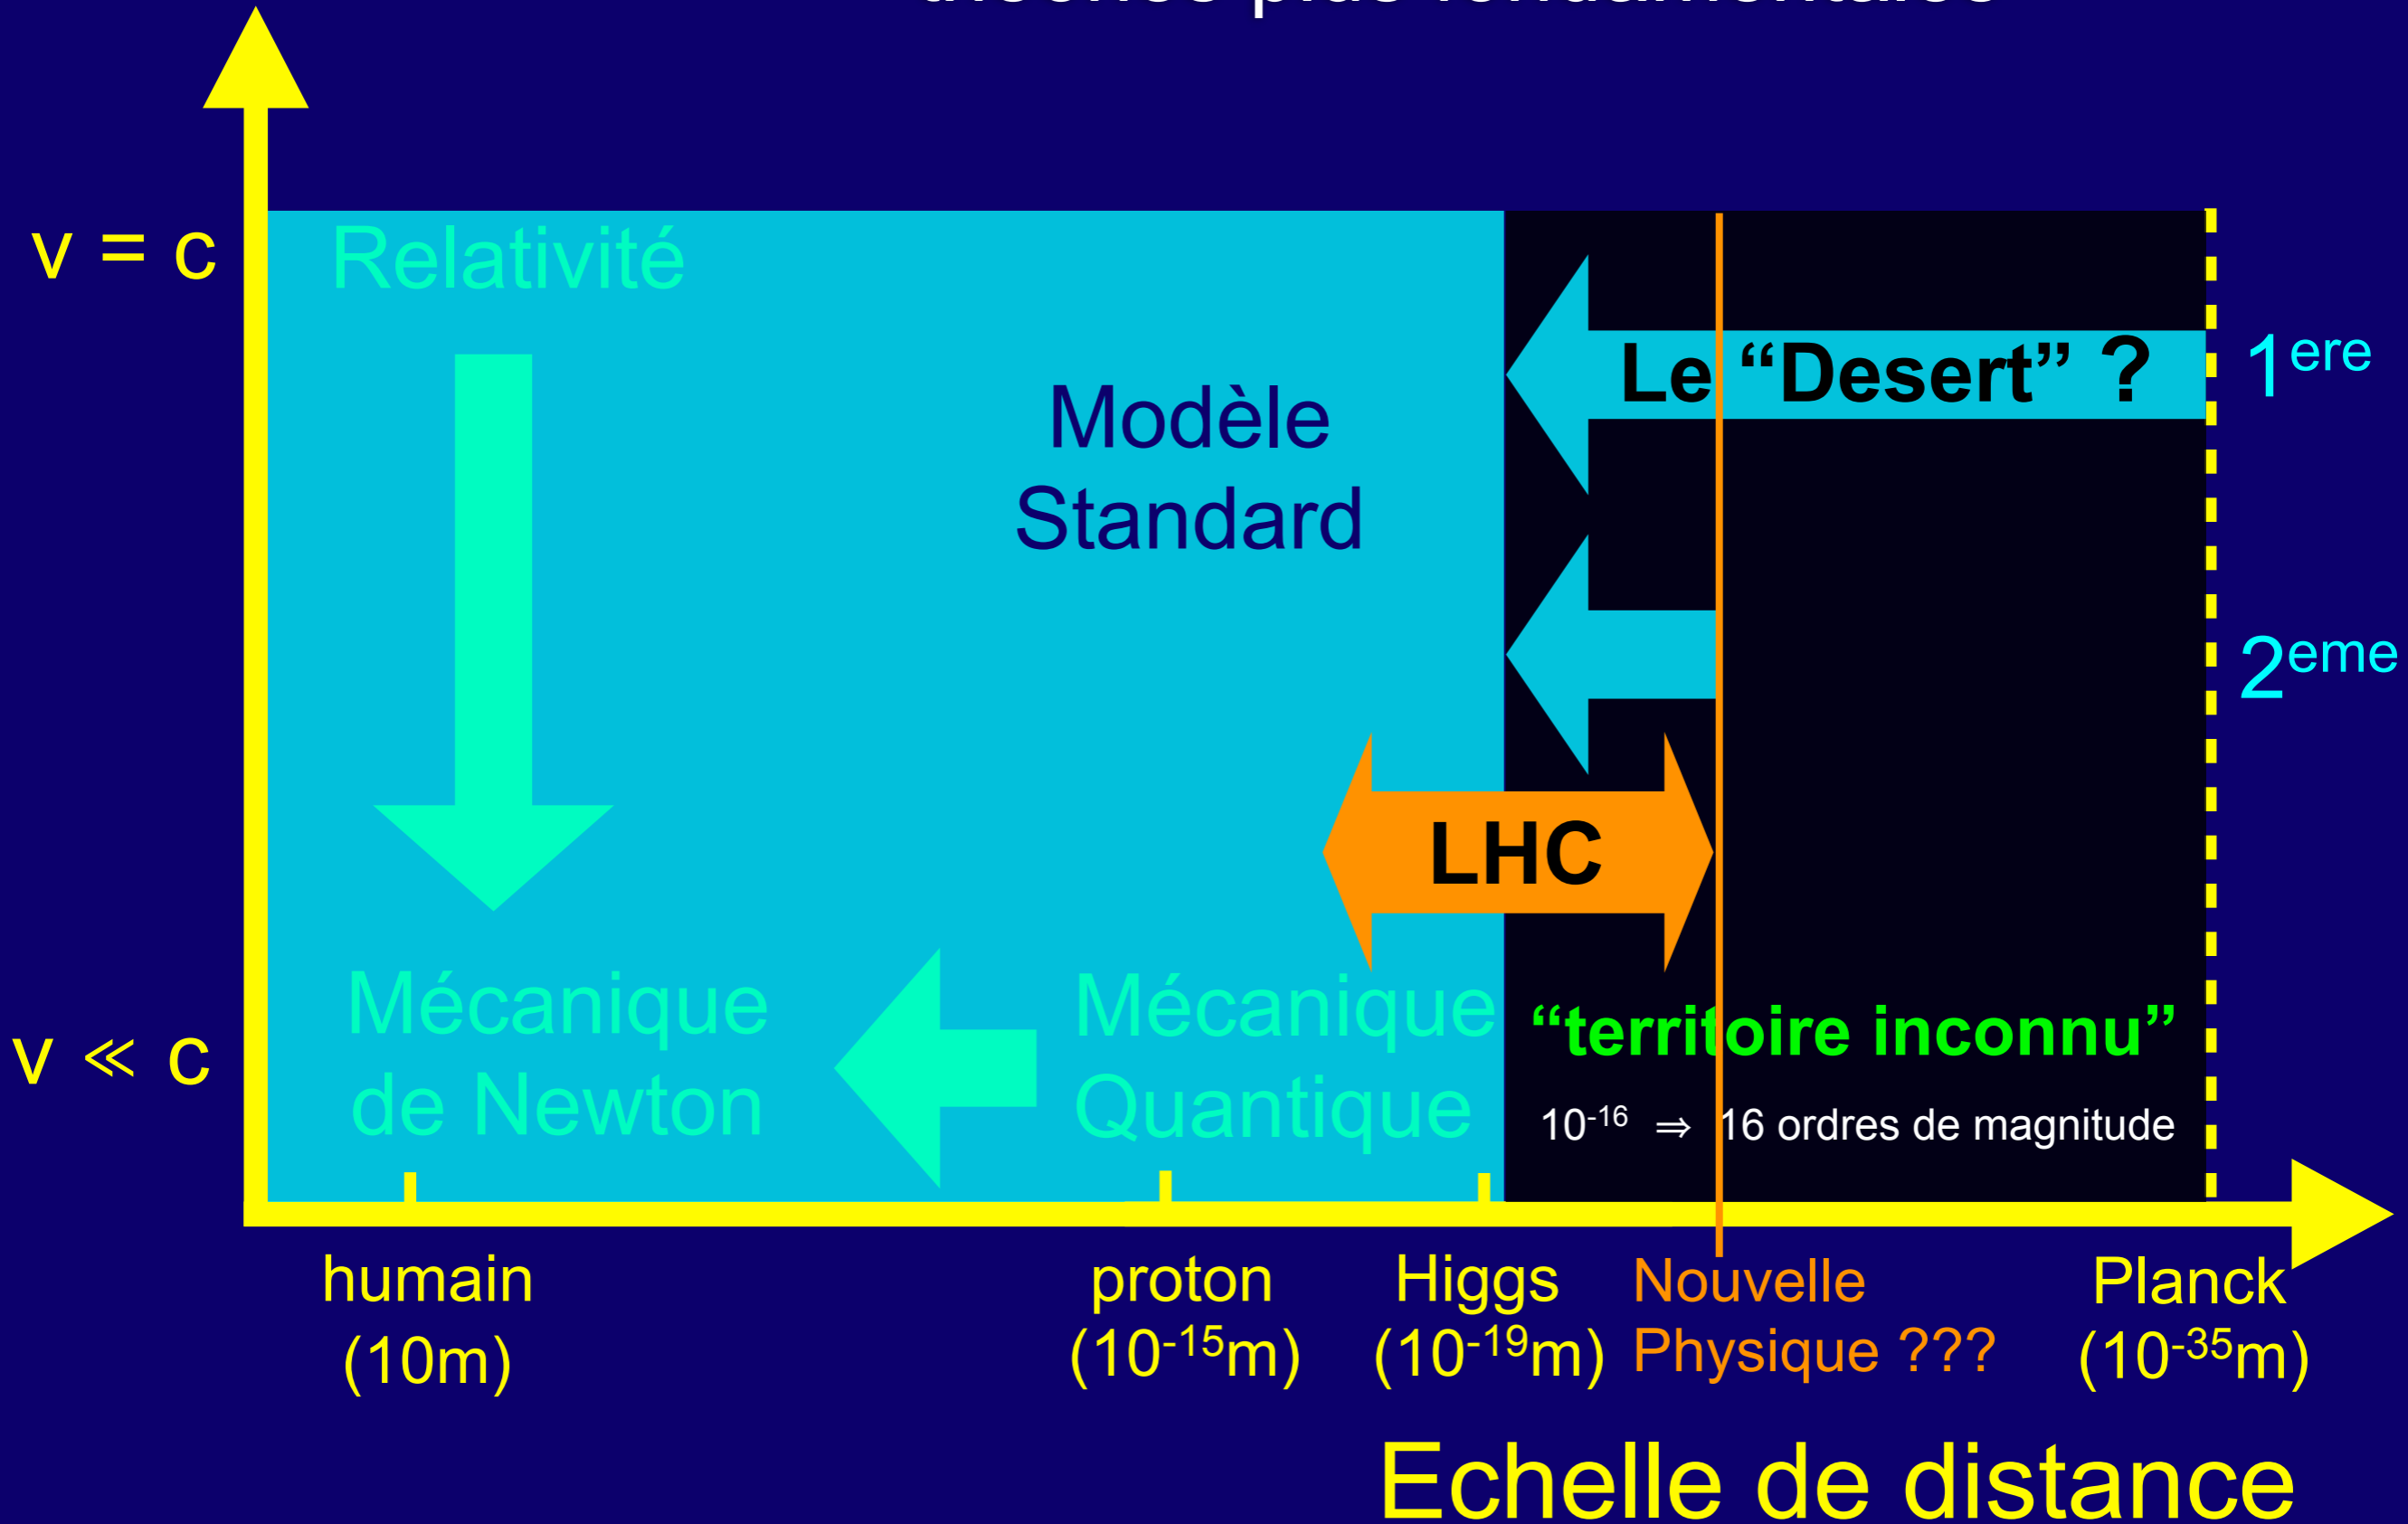 v = c
Relativité
Modèle
Standard
Le “Desert” ?
1ere
2eme
LHC
Mécanique
de Newton
Mécanique
Quantique
v ≪ c
“territoire inconnu”
10-16 ⇒ 16 ordres de magnitude
humain
(10m)
proton
(10-15m)
Higgs
(10-19m)
Nouvelle
Physique ???
Planck
(10-35m)
Echelle de distance